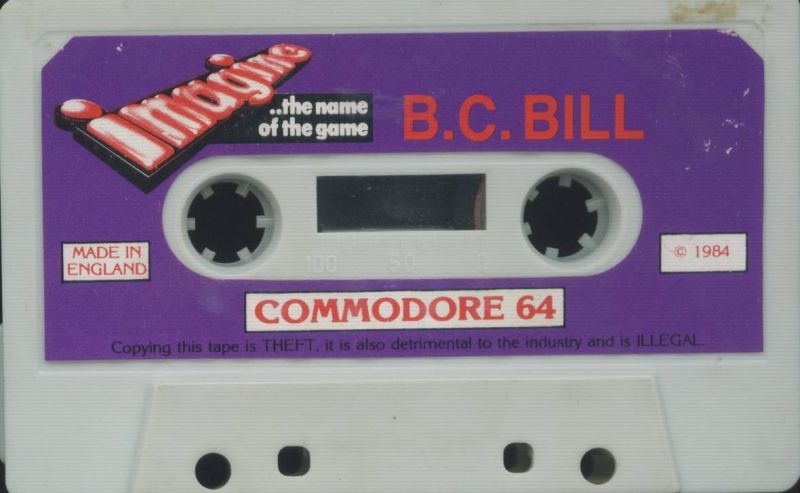 imagine
..the name
of the game
B.C. BILL
100 50 0
MADE IN
ENGLAND
© 1984
COMMODORE 64
Copying this tape is THEFT, it is also detrimental to the industry and is ILLEGAL.